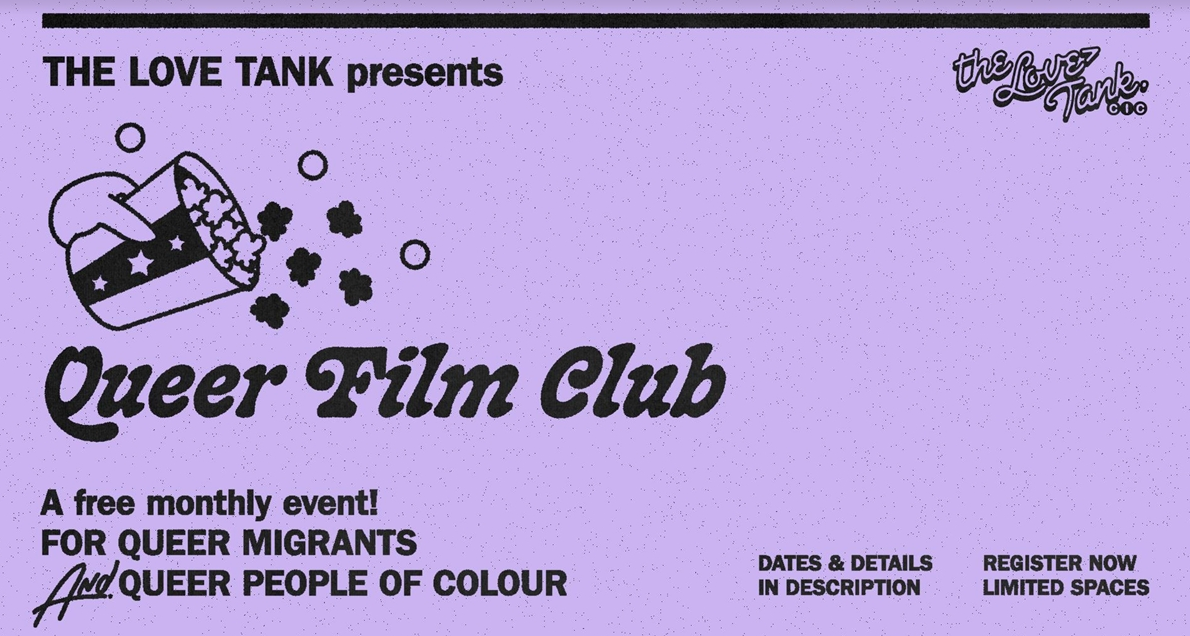 THE LOVE TANK presents
the Love
Tank.
CIC
Queer Film Club
A free monthly event!
FOR QUEER MIGRANTS
And QUEER PEOPLE OF COLOUR
DATES & DETAILS
IN DESCRIPTION
REGISTER NOW
LIMITED SPACES